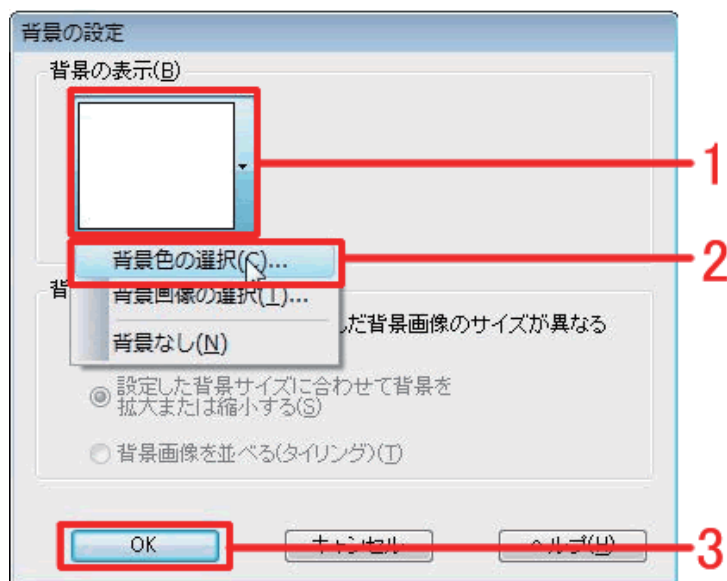 背景の設定
背景の表示(B)
1
背景色の選択(C)...
2
背景画像の選択(I)...
背
んだ背景画像のサイズが異なる
背景なし(N)
設定した背景サイズに合わせて背景を
拡大または縮小する(S)
背景画像を並べる(タイリング)(T)
OK
キャンセル
ヘルプ(H)
3